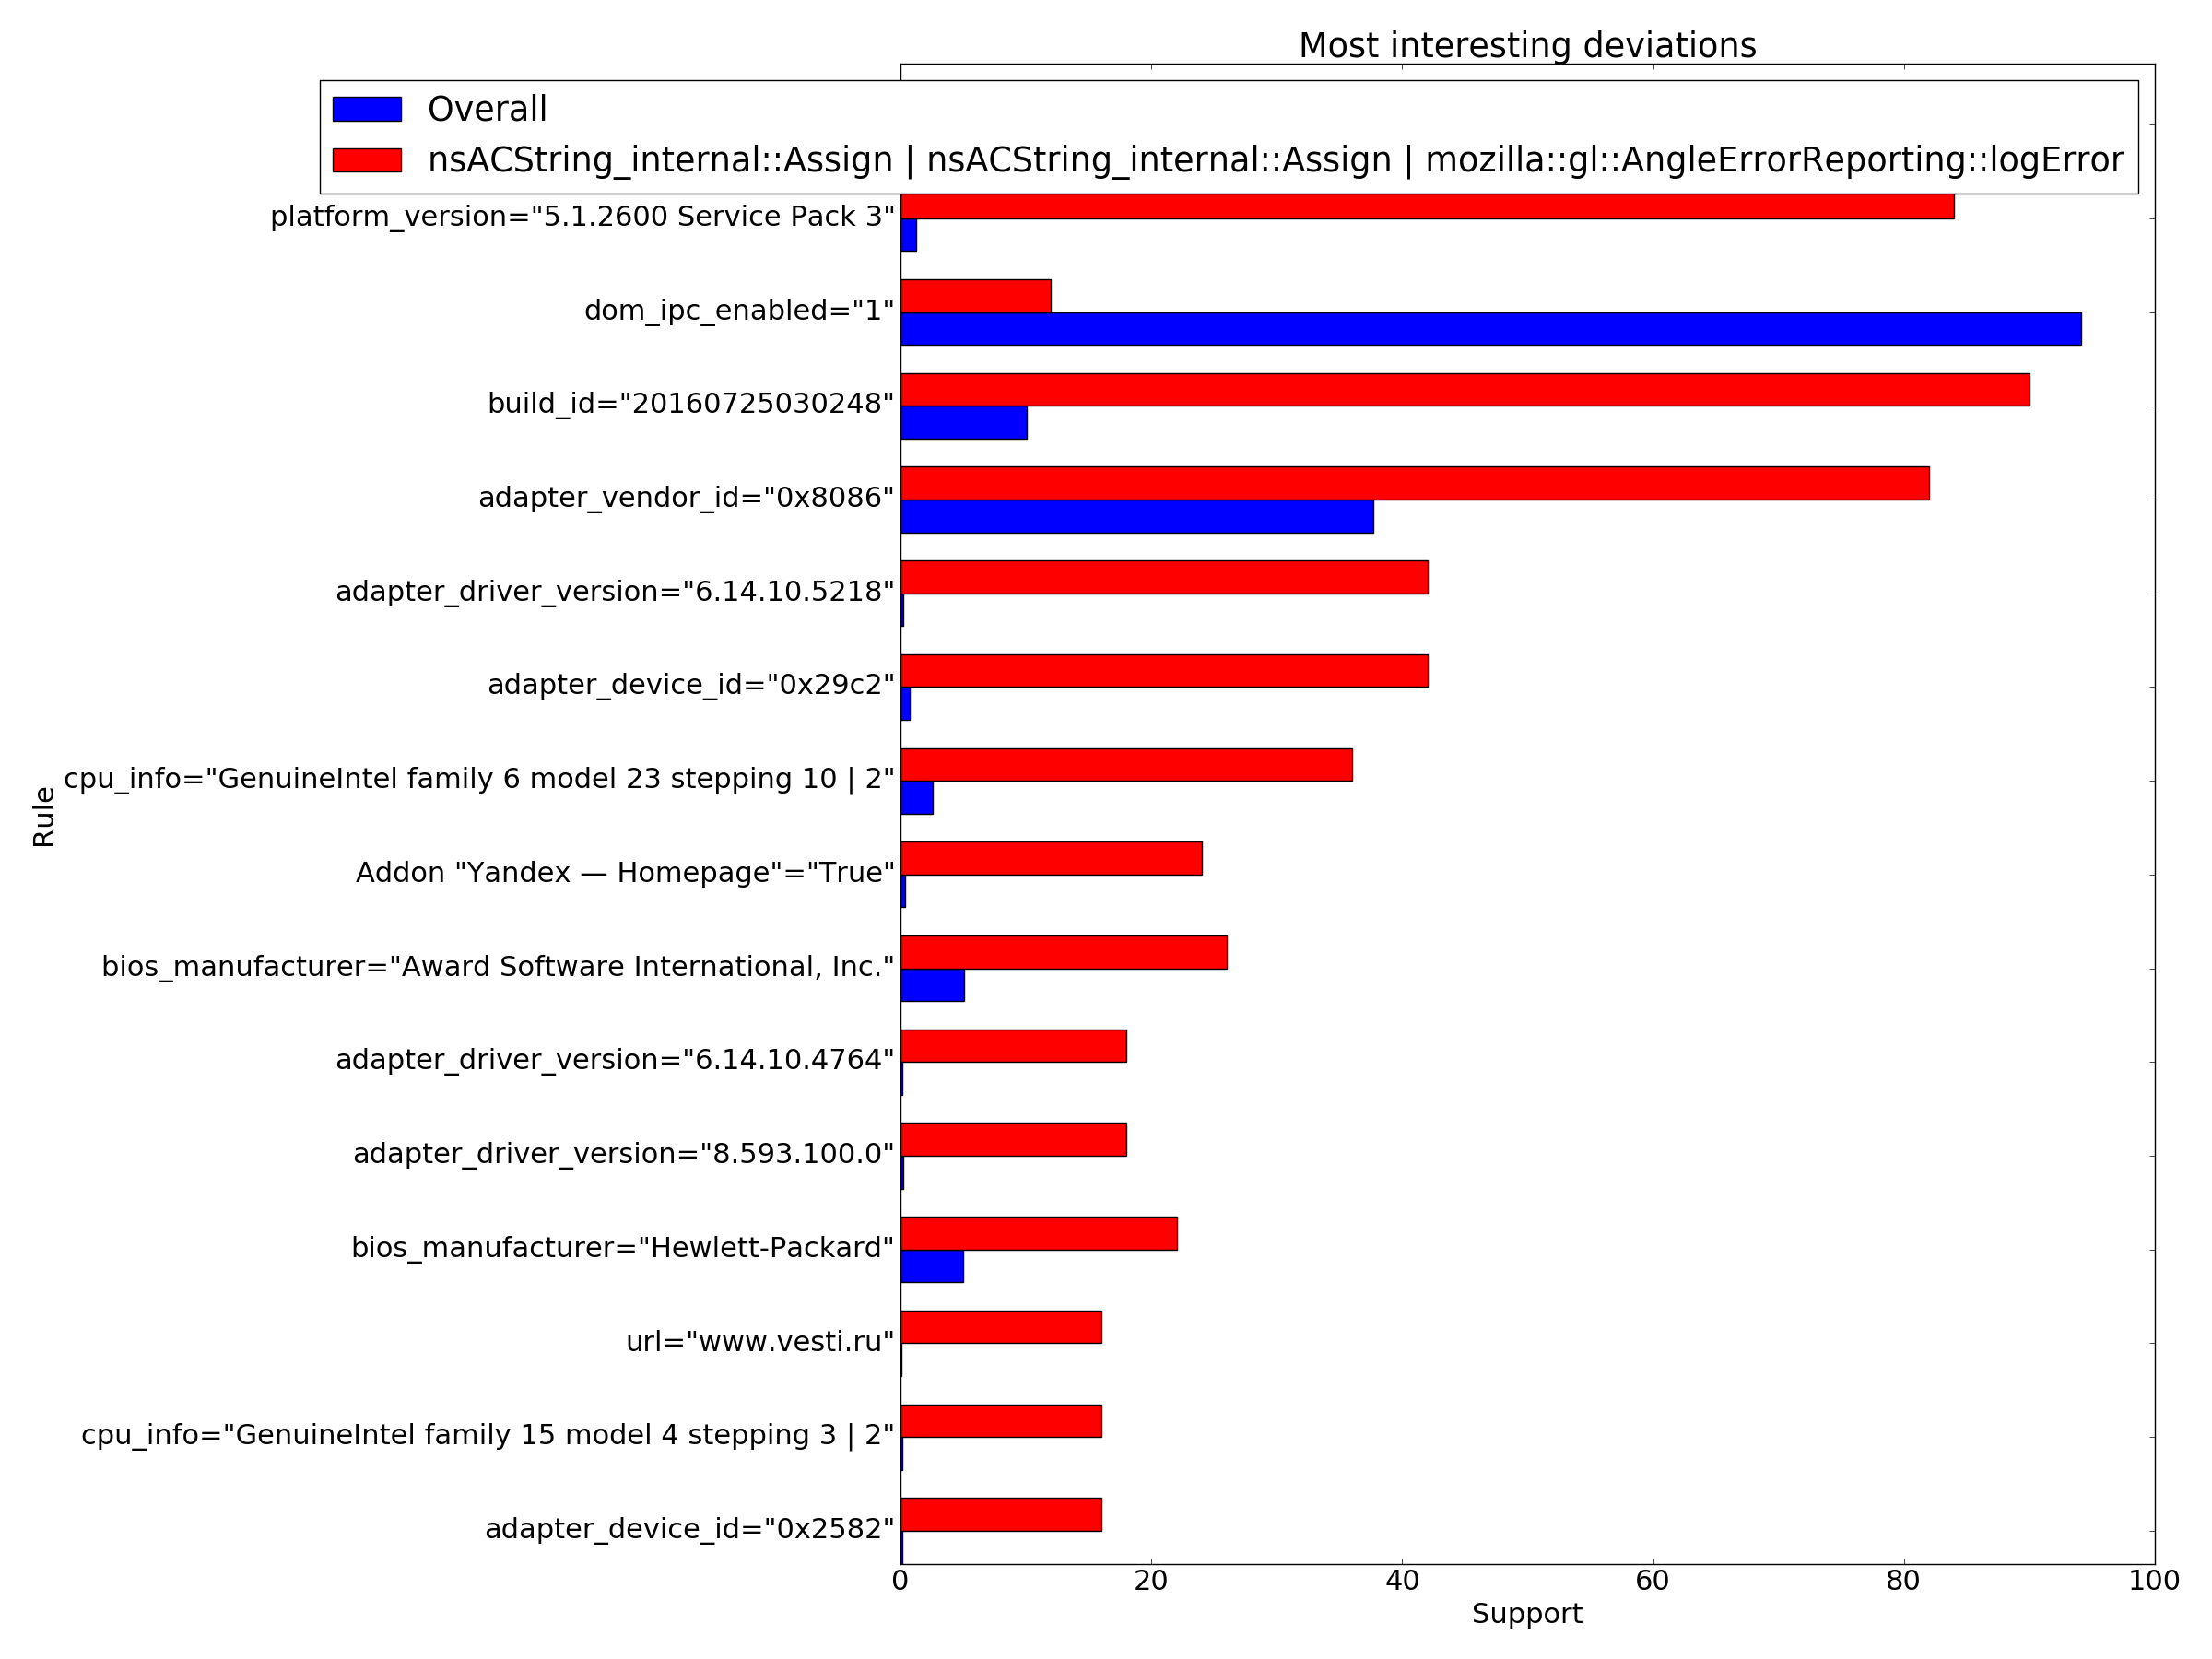 Most interesting deviations
Overall
nsACString_internal::Assign | nsACString_internal::Assign | mozilla::gl::AngleErrorReporting::logError
platform_version="5.1.2600 Service Pack 3"
dom_ipc_enabled="1"
build_id="20160725030248"
adapter_vendor_id="0x8086"
adapter_driver_version="6.14.10.5218"
adapter_device_id="0x29c2"
cpu_info="GenuineIntel family 6 model 23 stepping 10 | 2"
Addon "Yandex — Homepage"="True"
bios_manufacturer="Award Software International, Inc."
adapter_driver_version="6.14.10.4764"
adapter_driver_version="8.593.100.0"
bios_manufacturer="Hewlett-Packard"
url="www.vesti.ru"
cpu_info="GenuineIntel family 15 model 4 stepping 3 | 2"
adapter_device_id="0x2582"
Rule
0 20 40 60 80 100
Support